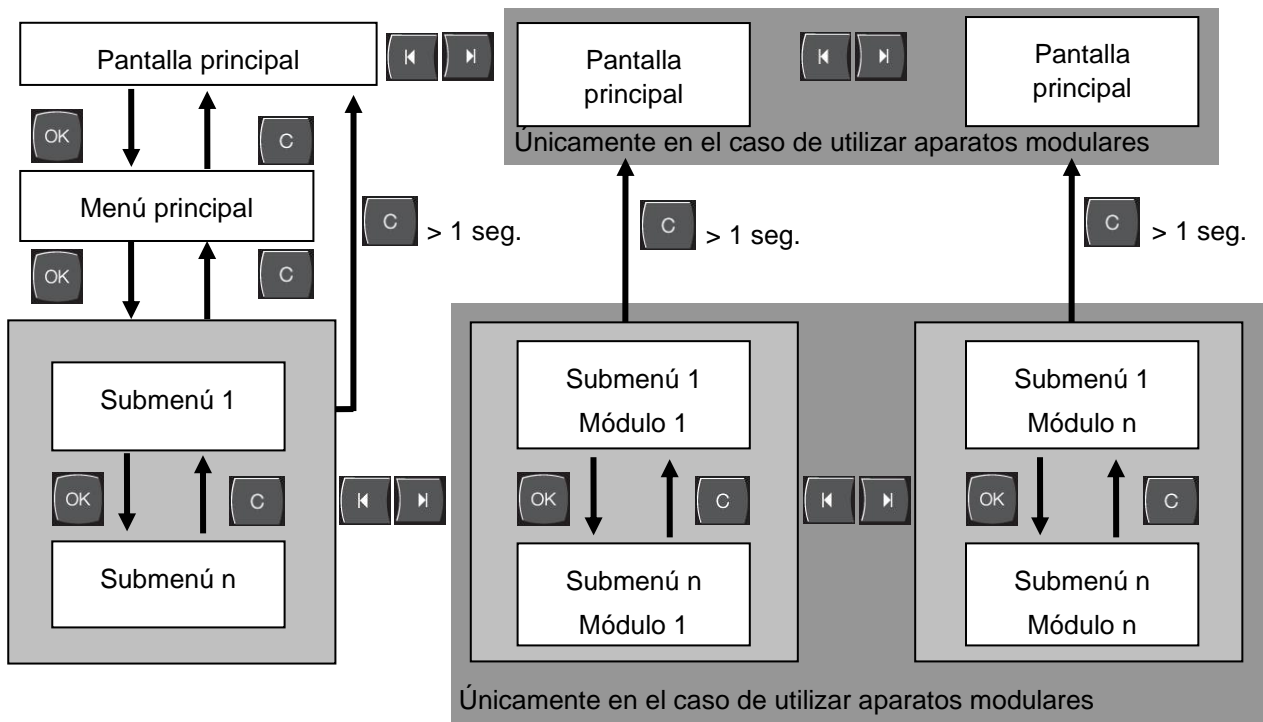 Pantalla principal
Pantalla
principal
Pantalla
principal
Únicamente en el caso de utilizar aparatos modulares
OK
C
Menú principal
C
> 1 seg.
C
> 1 seg.
C
> 1 seg.
OK
C
Submenú 1
Submenú 1
Módulo 1
Submenú 1
Módulo n
OK
C
OK
C
OK
C
Submenú n
Submenú n
Módulo 1
Submenú n
Módulo n
Únicamente en el caso de utilizar aparatos modulares